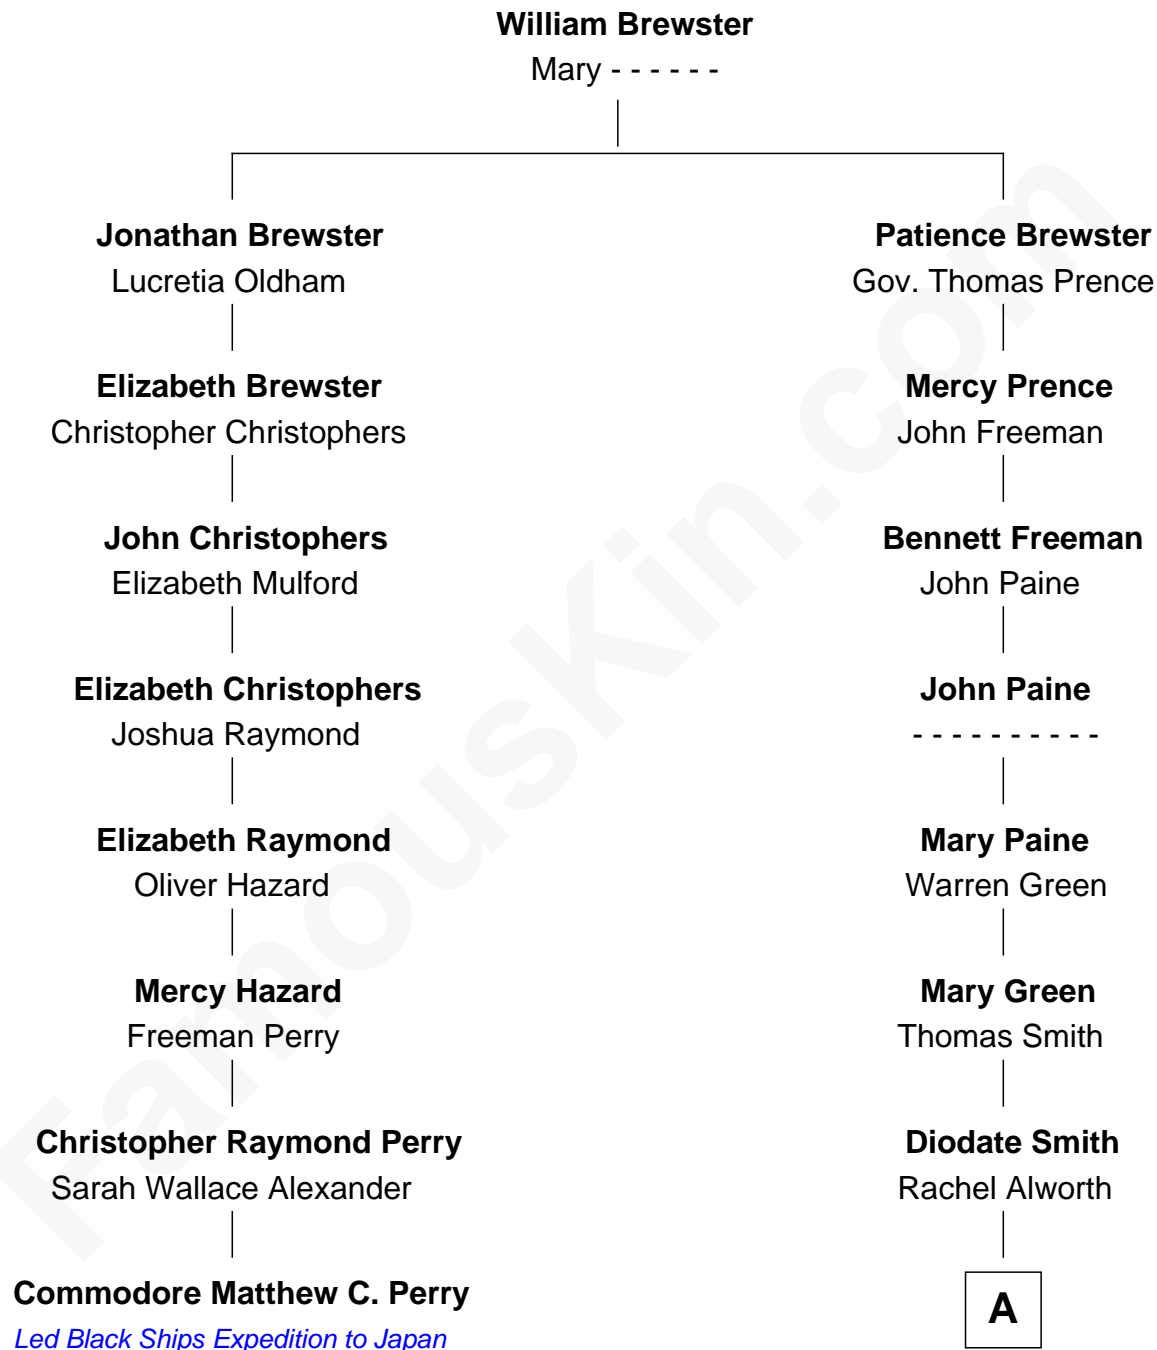 William Brewster
Mary - - - - - -
Jonathan Brewster
Lucretia Oldham
Patience Brewster
Gov. Thomas Prence
Elizabeth Brewster
Christopher Christophers
Mercy Prence
John Freeman
John Christophers
Elizabeth Mulford
Bennett Freeman
John Paine
Elizabeth Christophers
Joshua Raymond
John Paine
- - - - - - - - - -
Elizabeth Raymond
Oliver Hazard
Mary Paine
Warren Green
Mercy Hazard
Freeman Perry
Mary Green
Thomas Smith
Christopher Raymond Perry
Sarah Wallace Alexander
Diodate Smith
Rachel Alworth
Commodore Matthew C. Perry
Led Black Ships Expedition to Japan
A
FamousKin.com